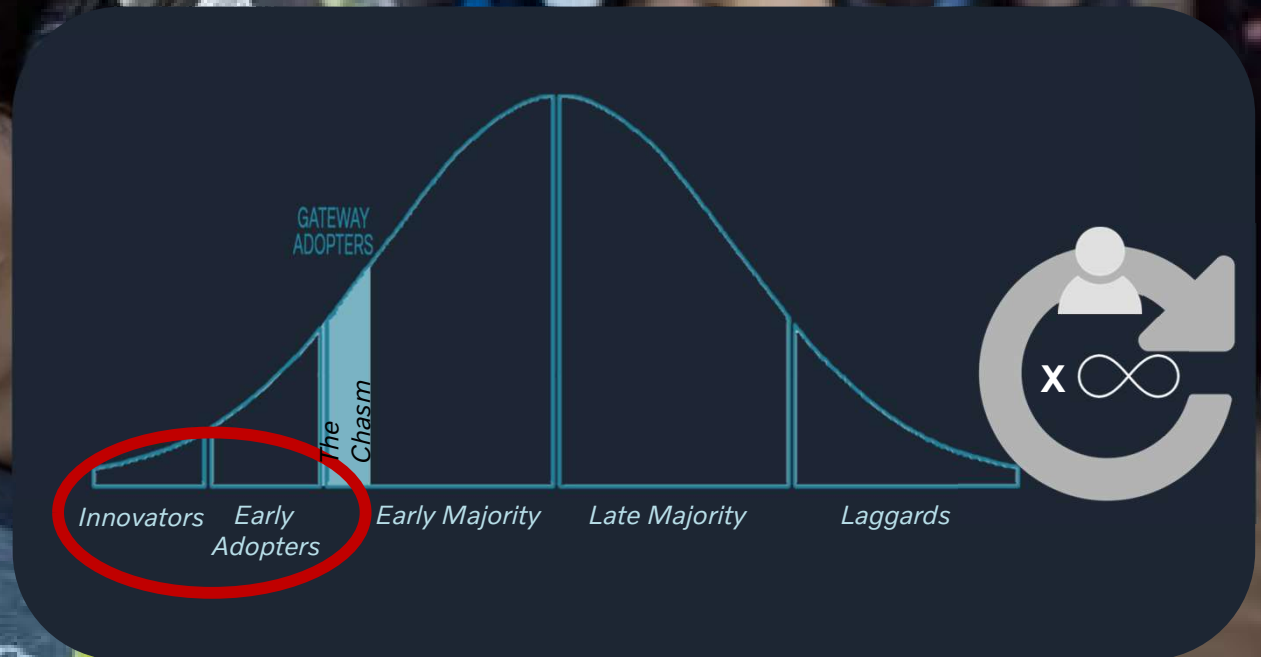 GATEWAY
ADOPTERS
The
Chasm
X ∞
Innovators
Early
Adopters
Early Majority
Late Majority
Laggards